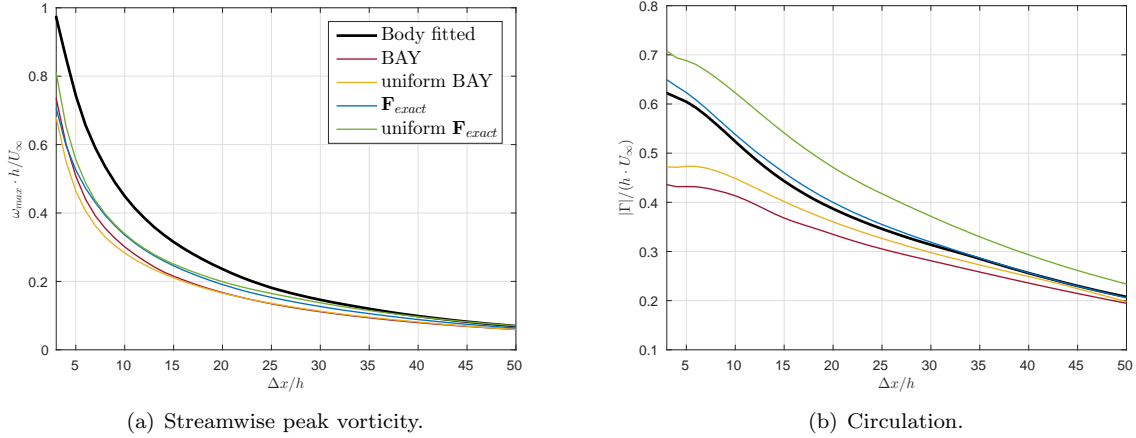 1
0.8
0.6
0.4
0.2
0
ω_max · h/U_∞
5 10 15 20 25 30 35 40 45 50
Δx/h
Body fitted
BAY
uniform BAY
F_exact
uniform F_exact
(a) Streamwise peak vorticity.
0.8
0.7
0.6
0.5
0.4
0.3
0.2
0.1
|Γ|/(h · U_∞)
5 10 15 20 25 30 35 40 45 50
Δx/h
(b) Circulation.